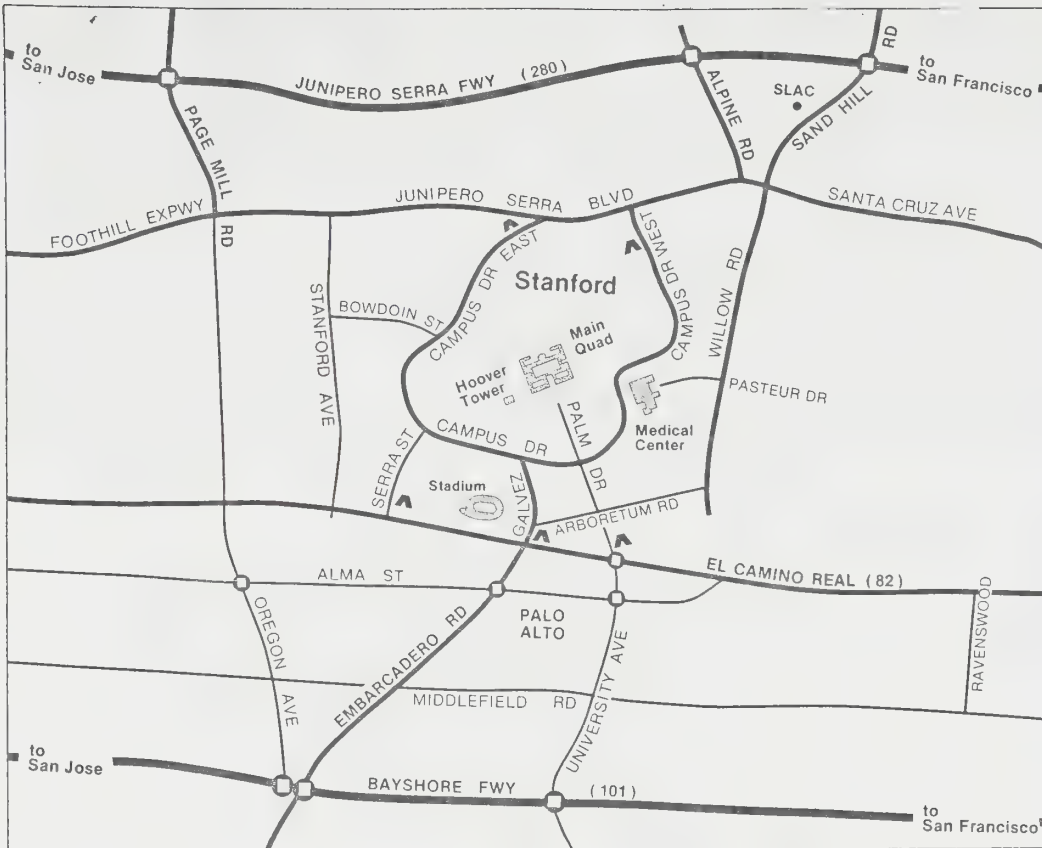 to
San Jose
JUNIPERO SERRA FWY (280)
RD
to
San Francisco
SLAC
ALPINE RD
SAND HILL
PAGE MILL
RD
JUNIPERO SERRA BLVD
SANTA CRUZ AVE
FOOTHILL EXPWY
CAMPUS DR EAST
CAMPUS DR WEST
WILLOW RD
Stanford
STANFORD AVE
BOWDOIN ST
Main
Quad
Hoover
Tower
PASTEUR DR
PALM DR
Medical
Center
CAMPUS DR
SERRA ST
Stadium
GALVEZ
ARBORETUM RD
EL CAMINO REAL (82)
ALMA ST
OREGON AVE
EMBARCADERO RD
PALO
ALTO
UNIVERSITY AVE
RAVENSWOOD
MIDDLEFIELD RD
to
San Jose
BAYSHORE FWY (101)
to
San Francisco